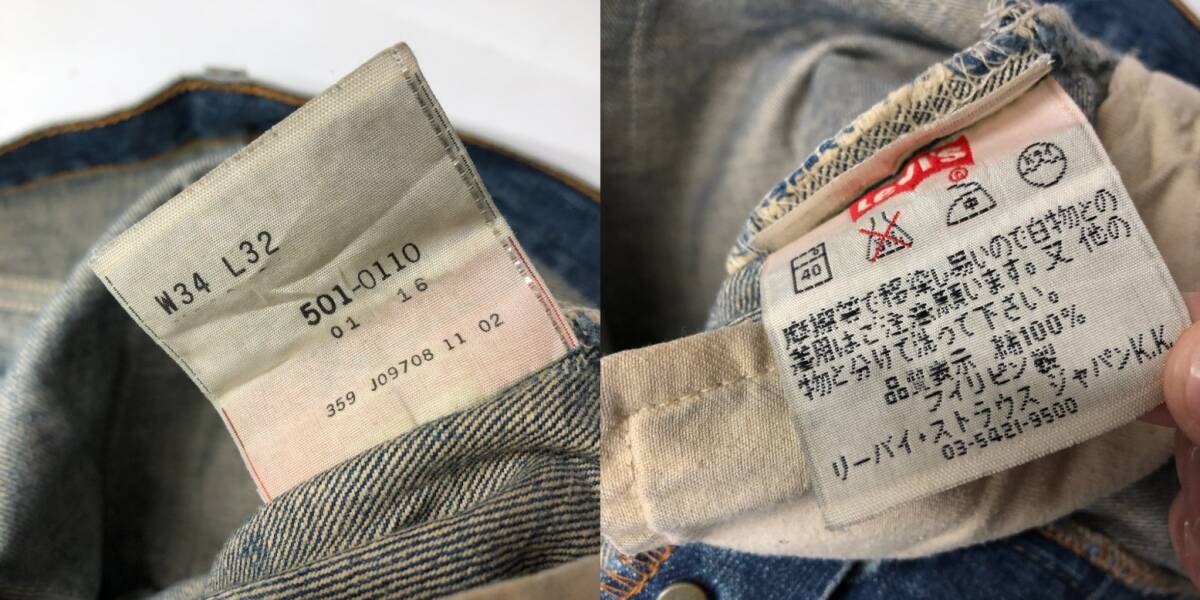 W34 L32
501-0110
01 16
359 J09708 11 02
Levi's
40
摩擦等で移染し易いので白物との
着用はご注意願います。又 他の
物と分けて洗って下さい。
品質表示 綿100%
フィリピン製
リーバイ・ストラウス ジャパンK.K.
03-5421-9500